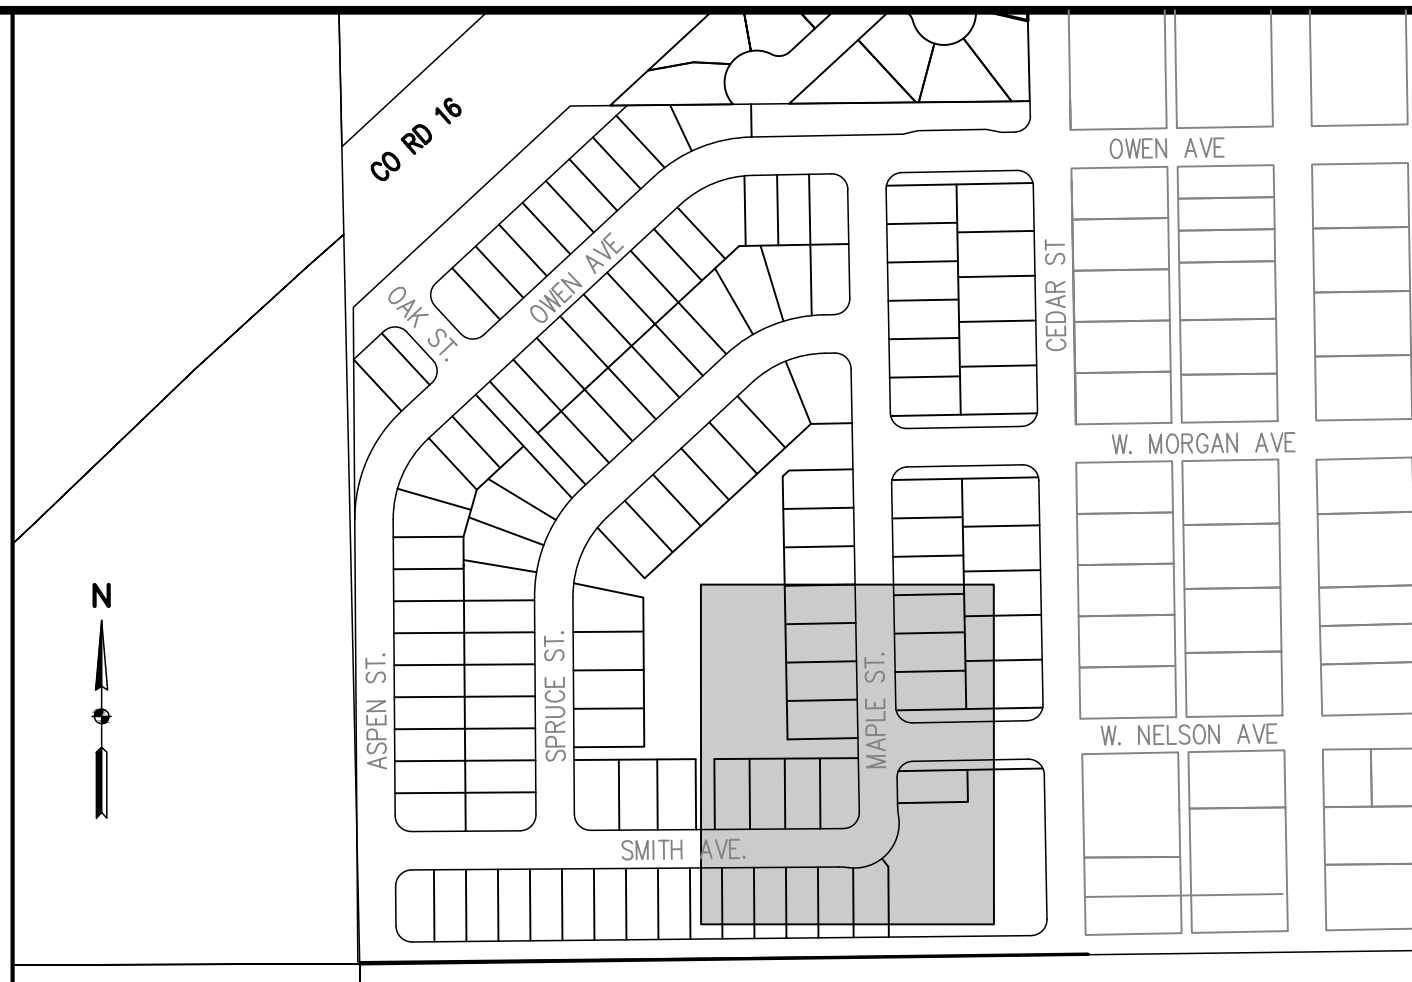 CO RD 16
OWEN AVE
OAK ST.
OWEN AVE
CEDAR ST
W. MORGAN AVE
N
ASPEN ST.
SPRUCE ST.
MAPLE ST.
W. NELSON AVE
SMITH AVE.